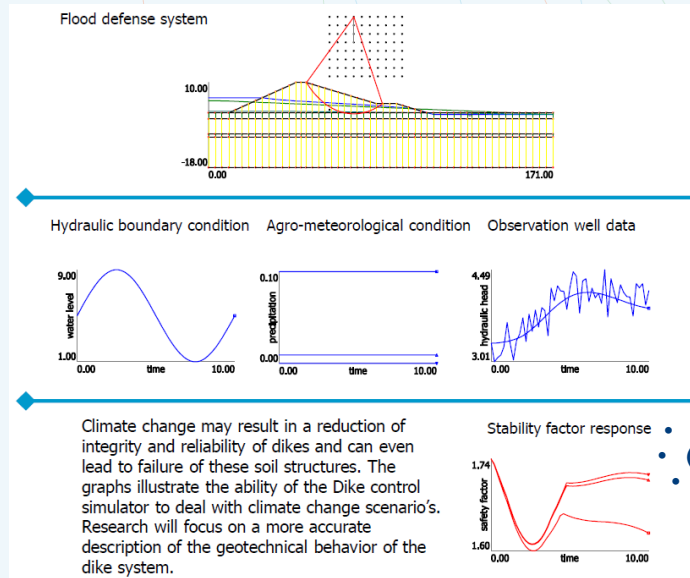 Flood defense system
10.00
-18.00
0.00
171.00
Hydraulic boundary condition
Agro-meteorological condition
Observation well data
9.00
water level
1.00
0.00
time
10.00
0.10
precipitation
0.00
0.00
time
10.00
4.49
hydraulic head
3.01
0.00
time
10.00
Climate change may result in a reduction of
integrity and reliability of dikes and can even
lead to failure of these soil structures. The
graphs illustrate the ability of the Dike control
simulator to deal with climate change scenario's.
Research will focus on a more accurate
description of the geotechnical behavior of the
dike system.
Stability factor response
1.74
safety factor
1.60
0.00
time
10.00